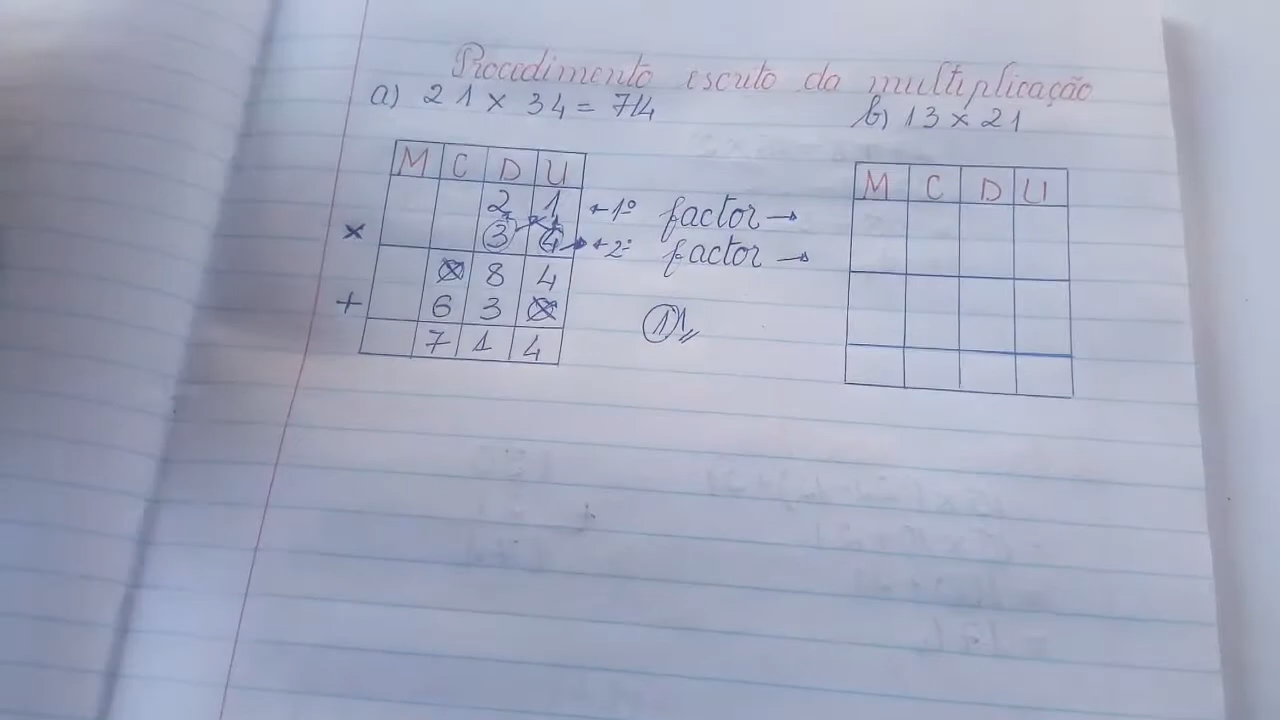 Procedimento escrito da multiplicação
a) 21 × 34 = 714
b) 13 × 21
M C D U
2 1 ← 1º factor →
× 3 4 ← 2º factor →
8 4
+ 6 3
7 1 4
11
M C D U